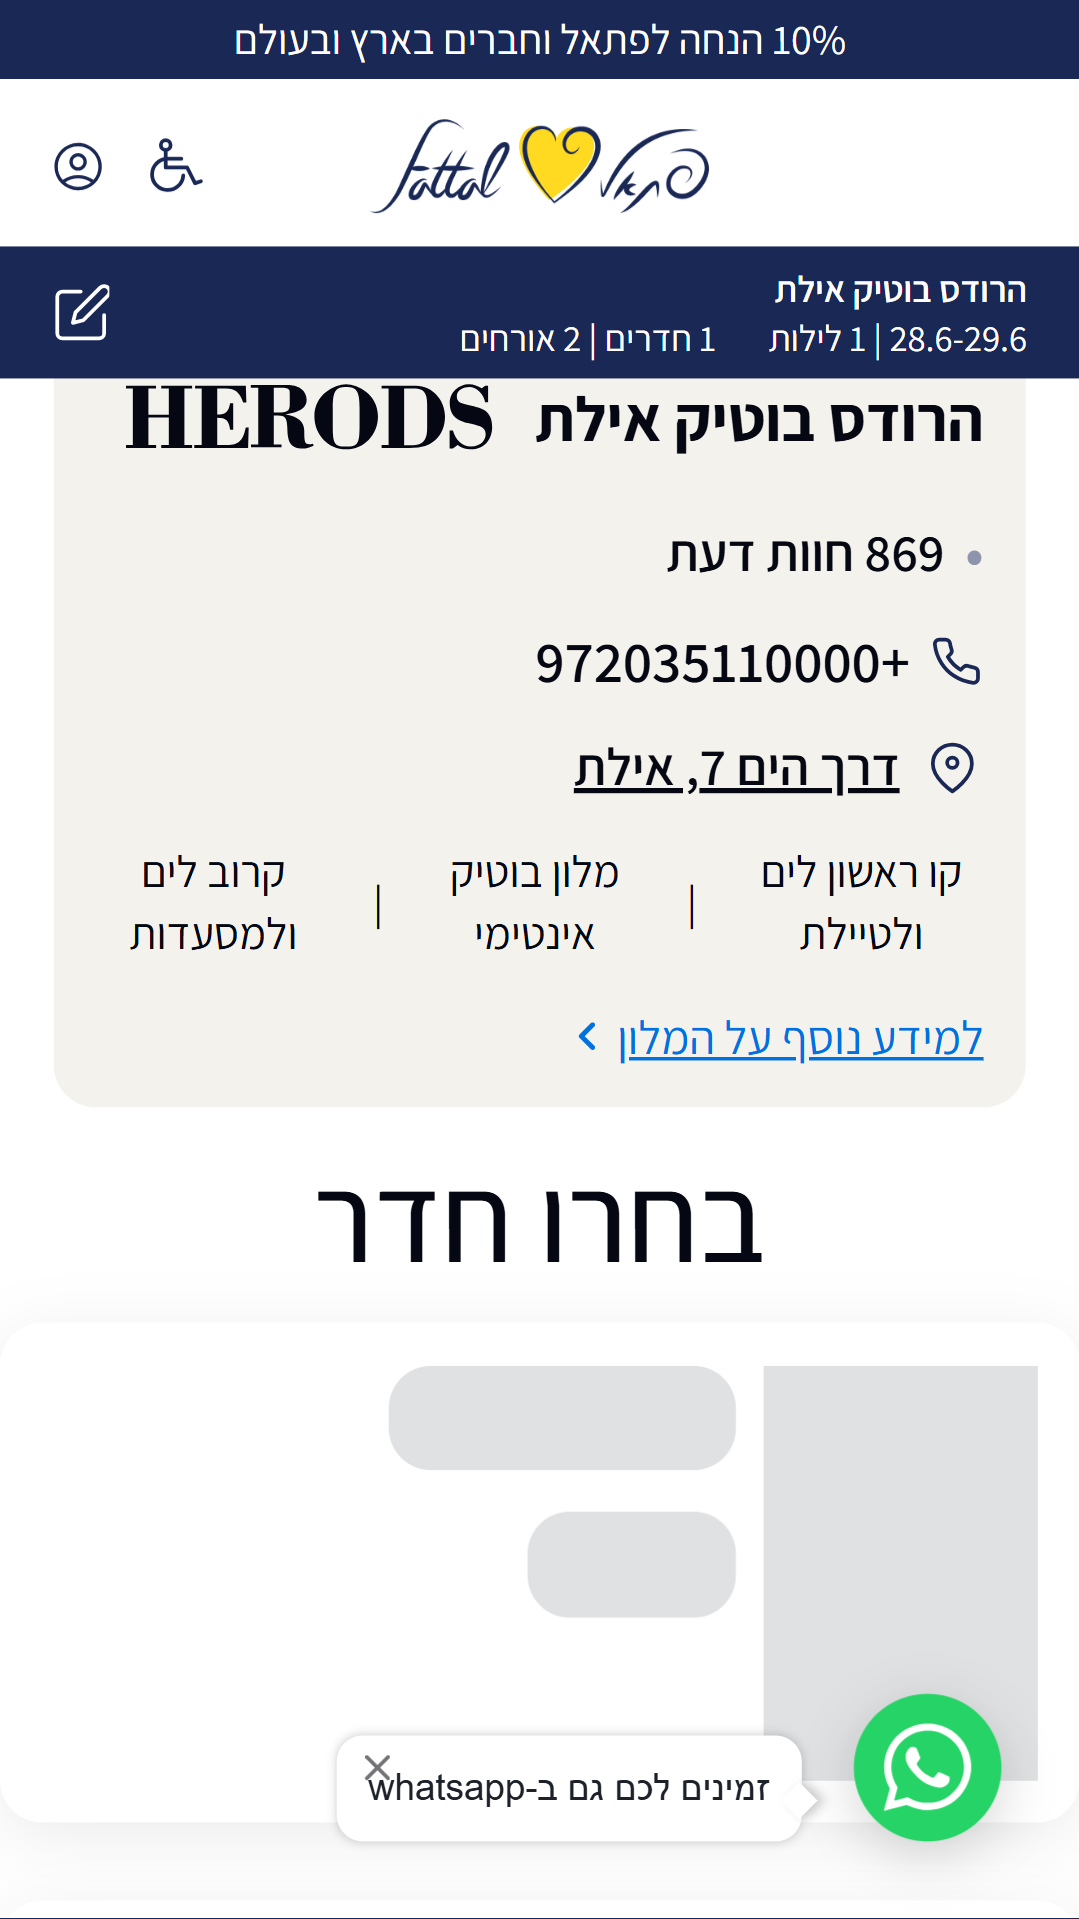 10% הנחה לפתאל וחברים בארץ ובעולם
Fattal פתאל
הרודס בוטיק אילת
28.6-29.6 | 1 לילות 1 חדרים | 2 אורחים
הרודס בוטיק אילת HERODS
869 חוות דעת
972035110000+
דרך הים 7, אילת
קו ראשון לים | מלון בוטיק | קרוב לים
ולטיילת אינטימי ולמסעדות
למידע נוסף על המלון
בחרו חדר
זמינים לכם גם ב-whatsapp